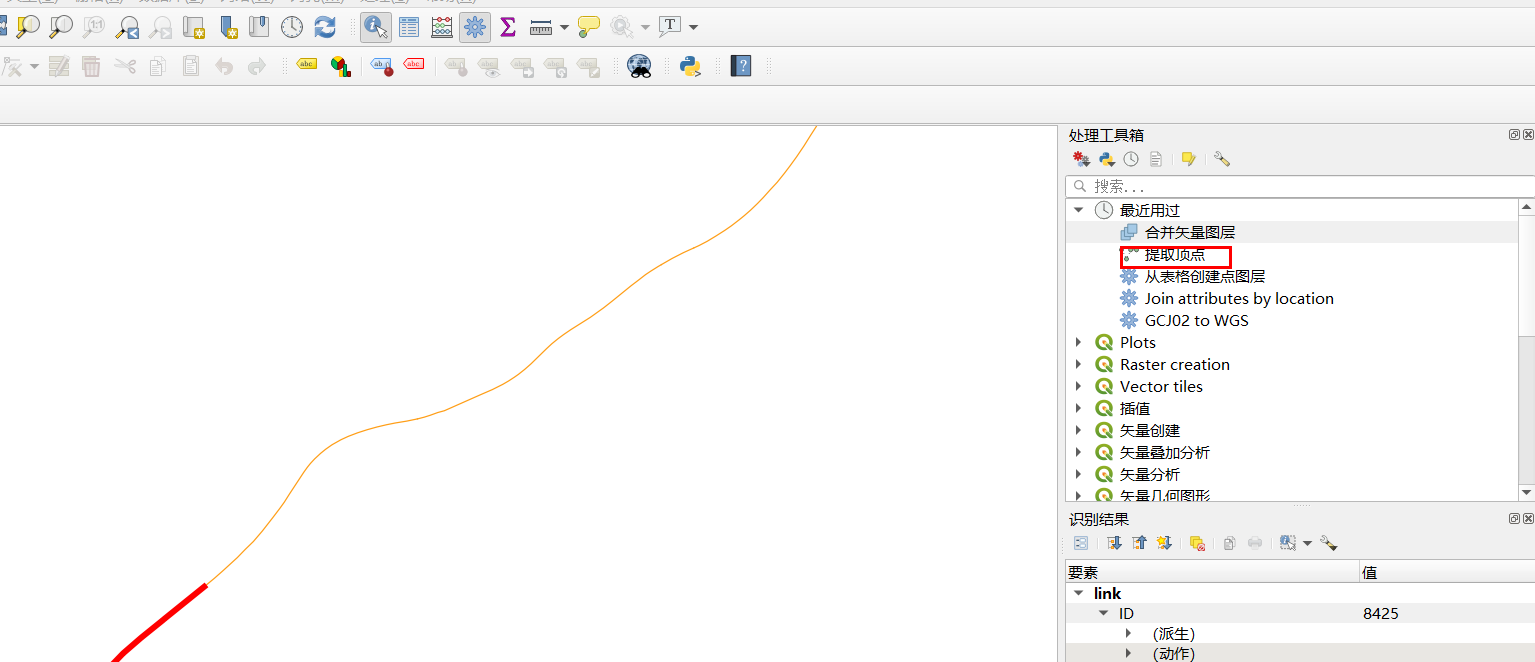 1:1
T
abc
abc
处理工具箱
搜索...
最近用过
合并矢量图层
提取顶点
从表格创建点图层
Join attributes by location
GCJ02 to WGS
Plots
Raster creation
Vector tiles
插值
矢量创建
矢量叠加分析
矢量分析
矢量几何图形
识别结果
要素 值
link
ID 8425
(派生)
(动作)